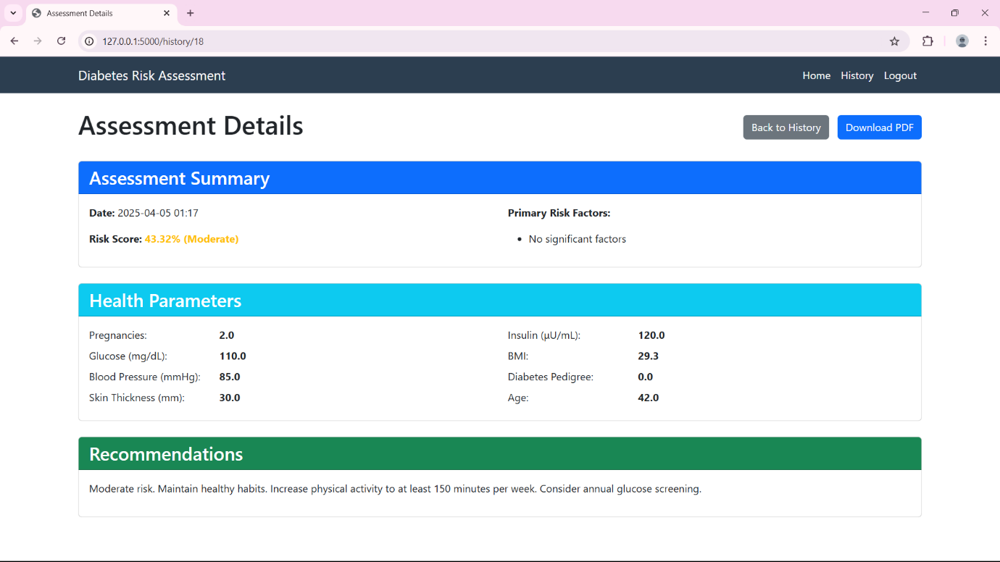 Assessment Details
127.0.0.1:5000/history/18
Diabetes Risk Assessment
Home History Logout
Assessment Details
Back to History
Download PDF
Assessment Summary
Date: 2025-04-05 01:17
Risk Score: 43.32% (Moderate)
Primary Risk Factors:
• No significant factors
Health Parameters
Pregnancies: 2.0
Glucose (mg/dL): 110.0
Blood Pressure (mmHg): 85.0
Skin Thickness (mm): 30.0
Insulin (μU/mL): 120.0
BMI: 29.3
Diabetes Pedigree: 0.0
Age: 42.0
Recommendations
Moderate risk. Maintain healthy habits. Increase physical activity to at least 150 minutes per week. Consider annual glucose screening.